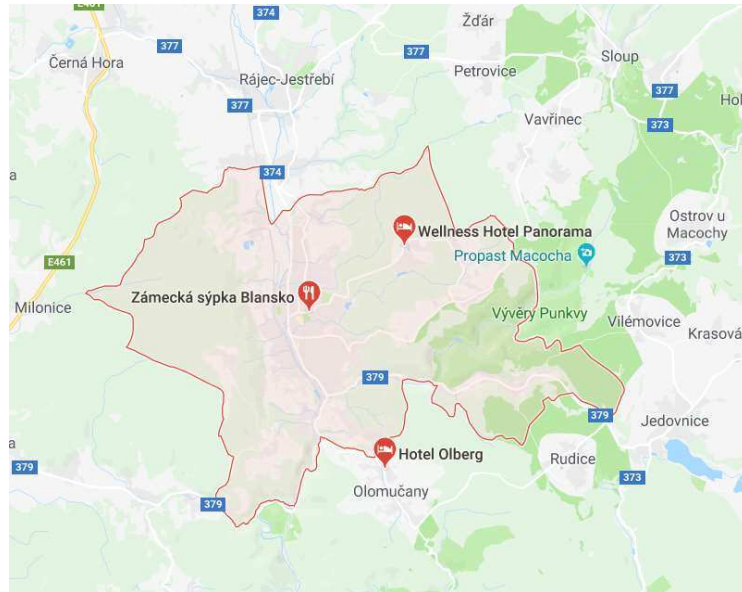 E461
374
Žďár
377
377
Sloup
Černá Hora
Rájec-Jestřebí
Petrovice
377
377
Hol
373
Vavřinec
a
374
Ostrov u
Macochy
Wellness Hotel Panorama
Propast Macocha
373
E461
Zámecká sýpka Blansko
Milonice
Vývěry Punkvy
Vilémovice
Krasová
379
379
Jedovnice
a
Hotel Olberg
379
Rudice
373
Olomučany
379